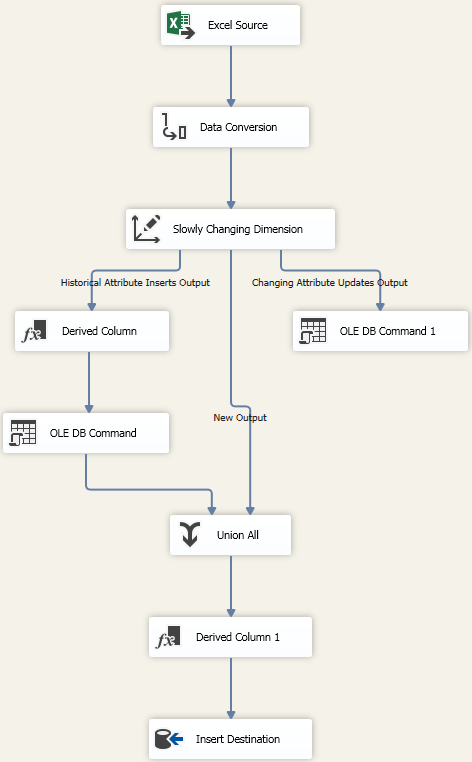 Excel Source
Data Conversion
Slowly Changing Dimension
Historical Attribute Inserts Output
Changing Attribute Updates Output
Derived Column
OLE DB Command 1
New Output
OLE DB Command
Union All
Derived Column 1
Insert Destination